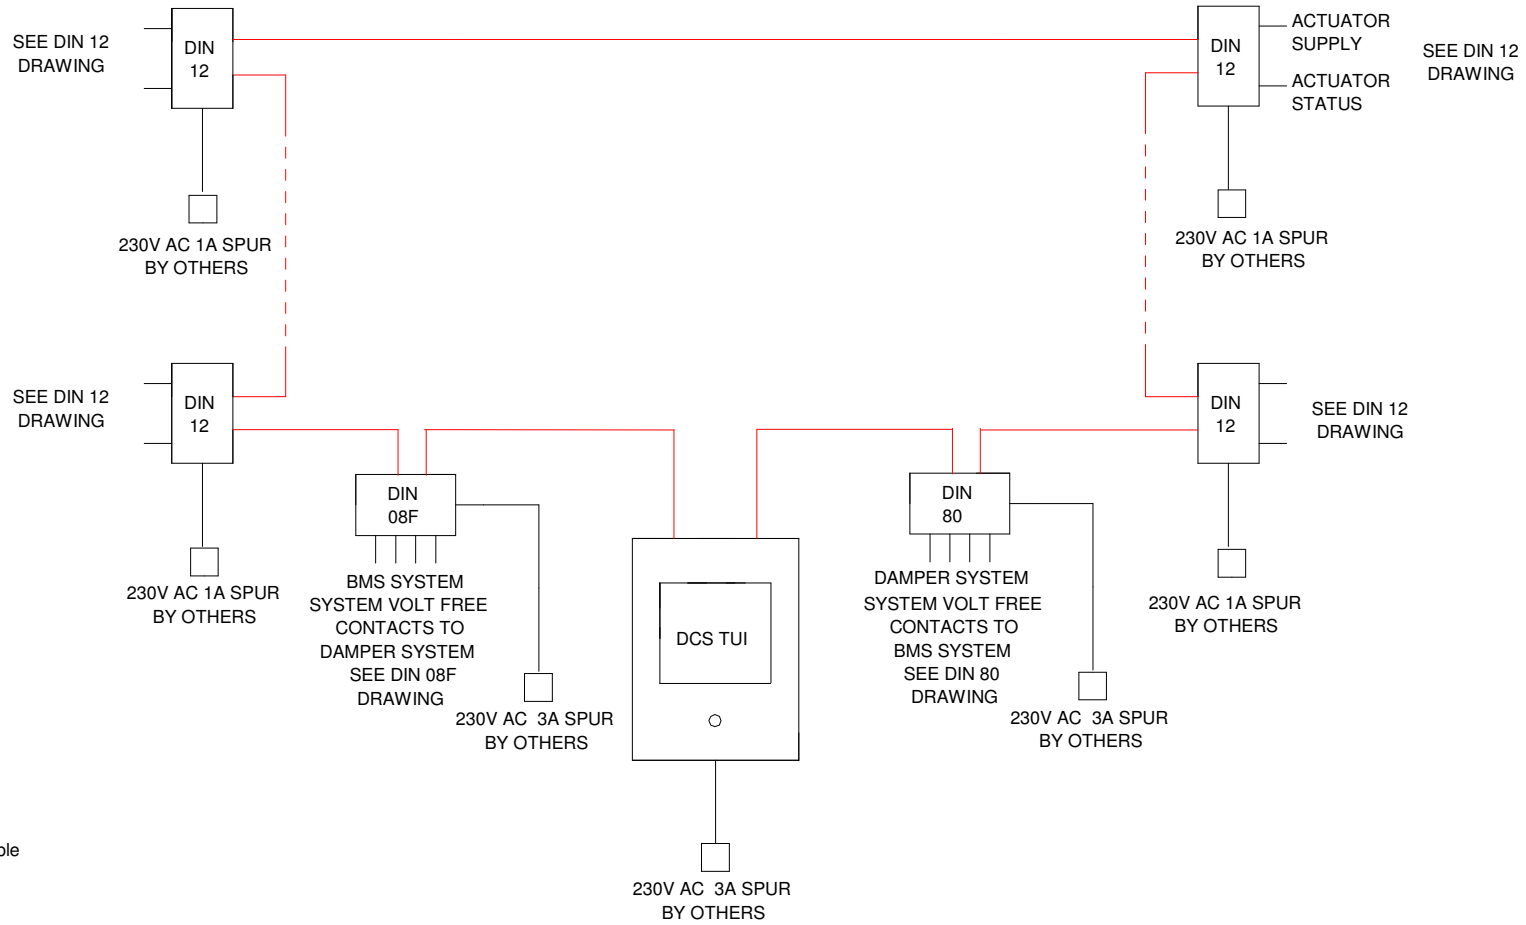 SEE DIN 12
DRAWING
DIN
12
230V AC 1A SPUR
BY OTHERS
DIN
12
ACTUATOR
SUPPLY
ACTUATOR
STATUS
SEE DIN 12
DRAWING
230V AC 1A SPUR
BY OTHERS
SEE DIN 12
DRAWING
DIN
12
230V AC 1A SPUR
BY OTHERS
DIN
08F
BMS SYSTEM
SYSTEM VOLT FREE
CONTACTS TO
DAMPER SYSTEM
SEE DIN 08F
DRAWING
230V AC 3A SPUR
BY OTHERS
DCS TUI
230V AC 3A SPUR
BY OTHERS
DIN
80
DAMPER SYSTEM
SYSTEM VOLT FREE
CONTACTS TO
BMS SYSTEM
SEE DIN 80
DRAWING
230V AC 3A SPUR
BY OTHERS
DIN
12
SEE DIN 12
DRAWING
230V AC 1A SPUR
BY OTHERS